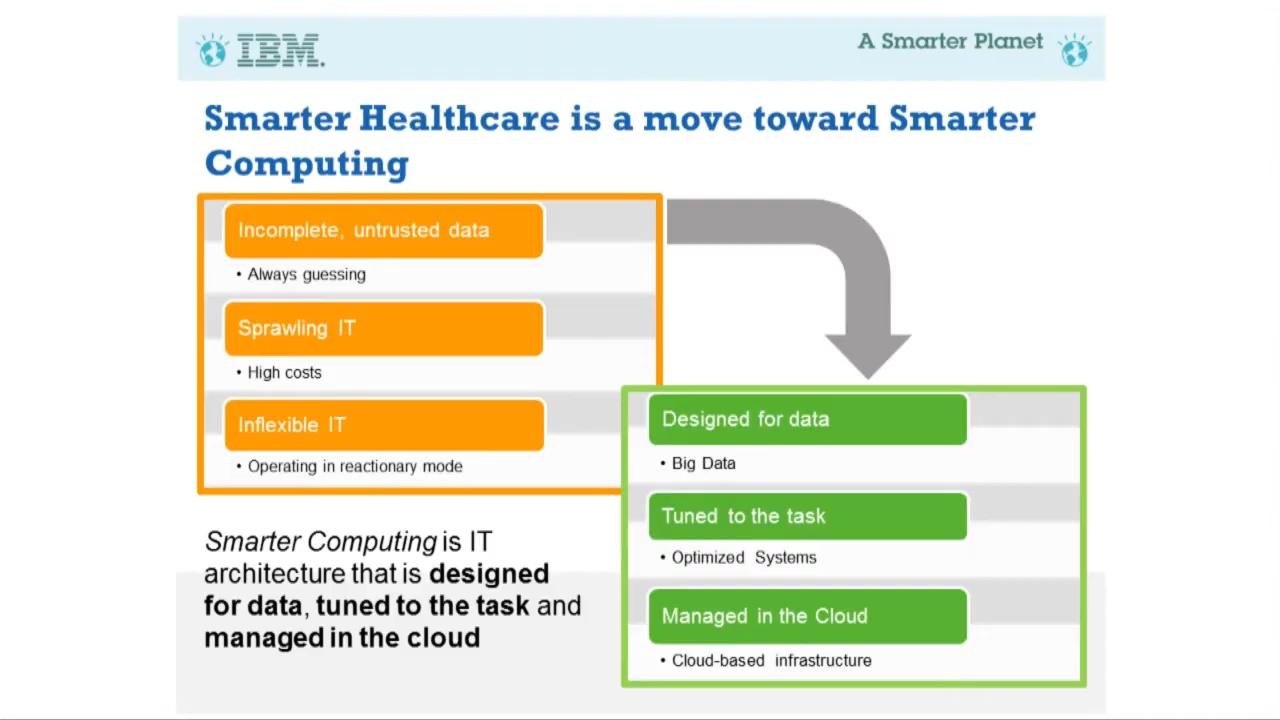 IBM.
A Smarter Planet
Smarter Healthcare is a move toward Smarter
Computing
Incomplete, untrusted data
• Always guessing
Sprawling IT
• High costs
Inflexible IT
• Operating in reactionary mode
Designed for data
• Big Data
Tuned to the task
• Optimized Systems
Managed in the Cloud
• Cloud-based infrastructure
Smarter Computing is IT
architecture that is designed
for data, tuned to the task and
managed in the cloud